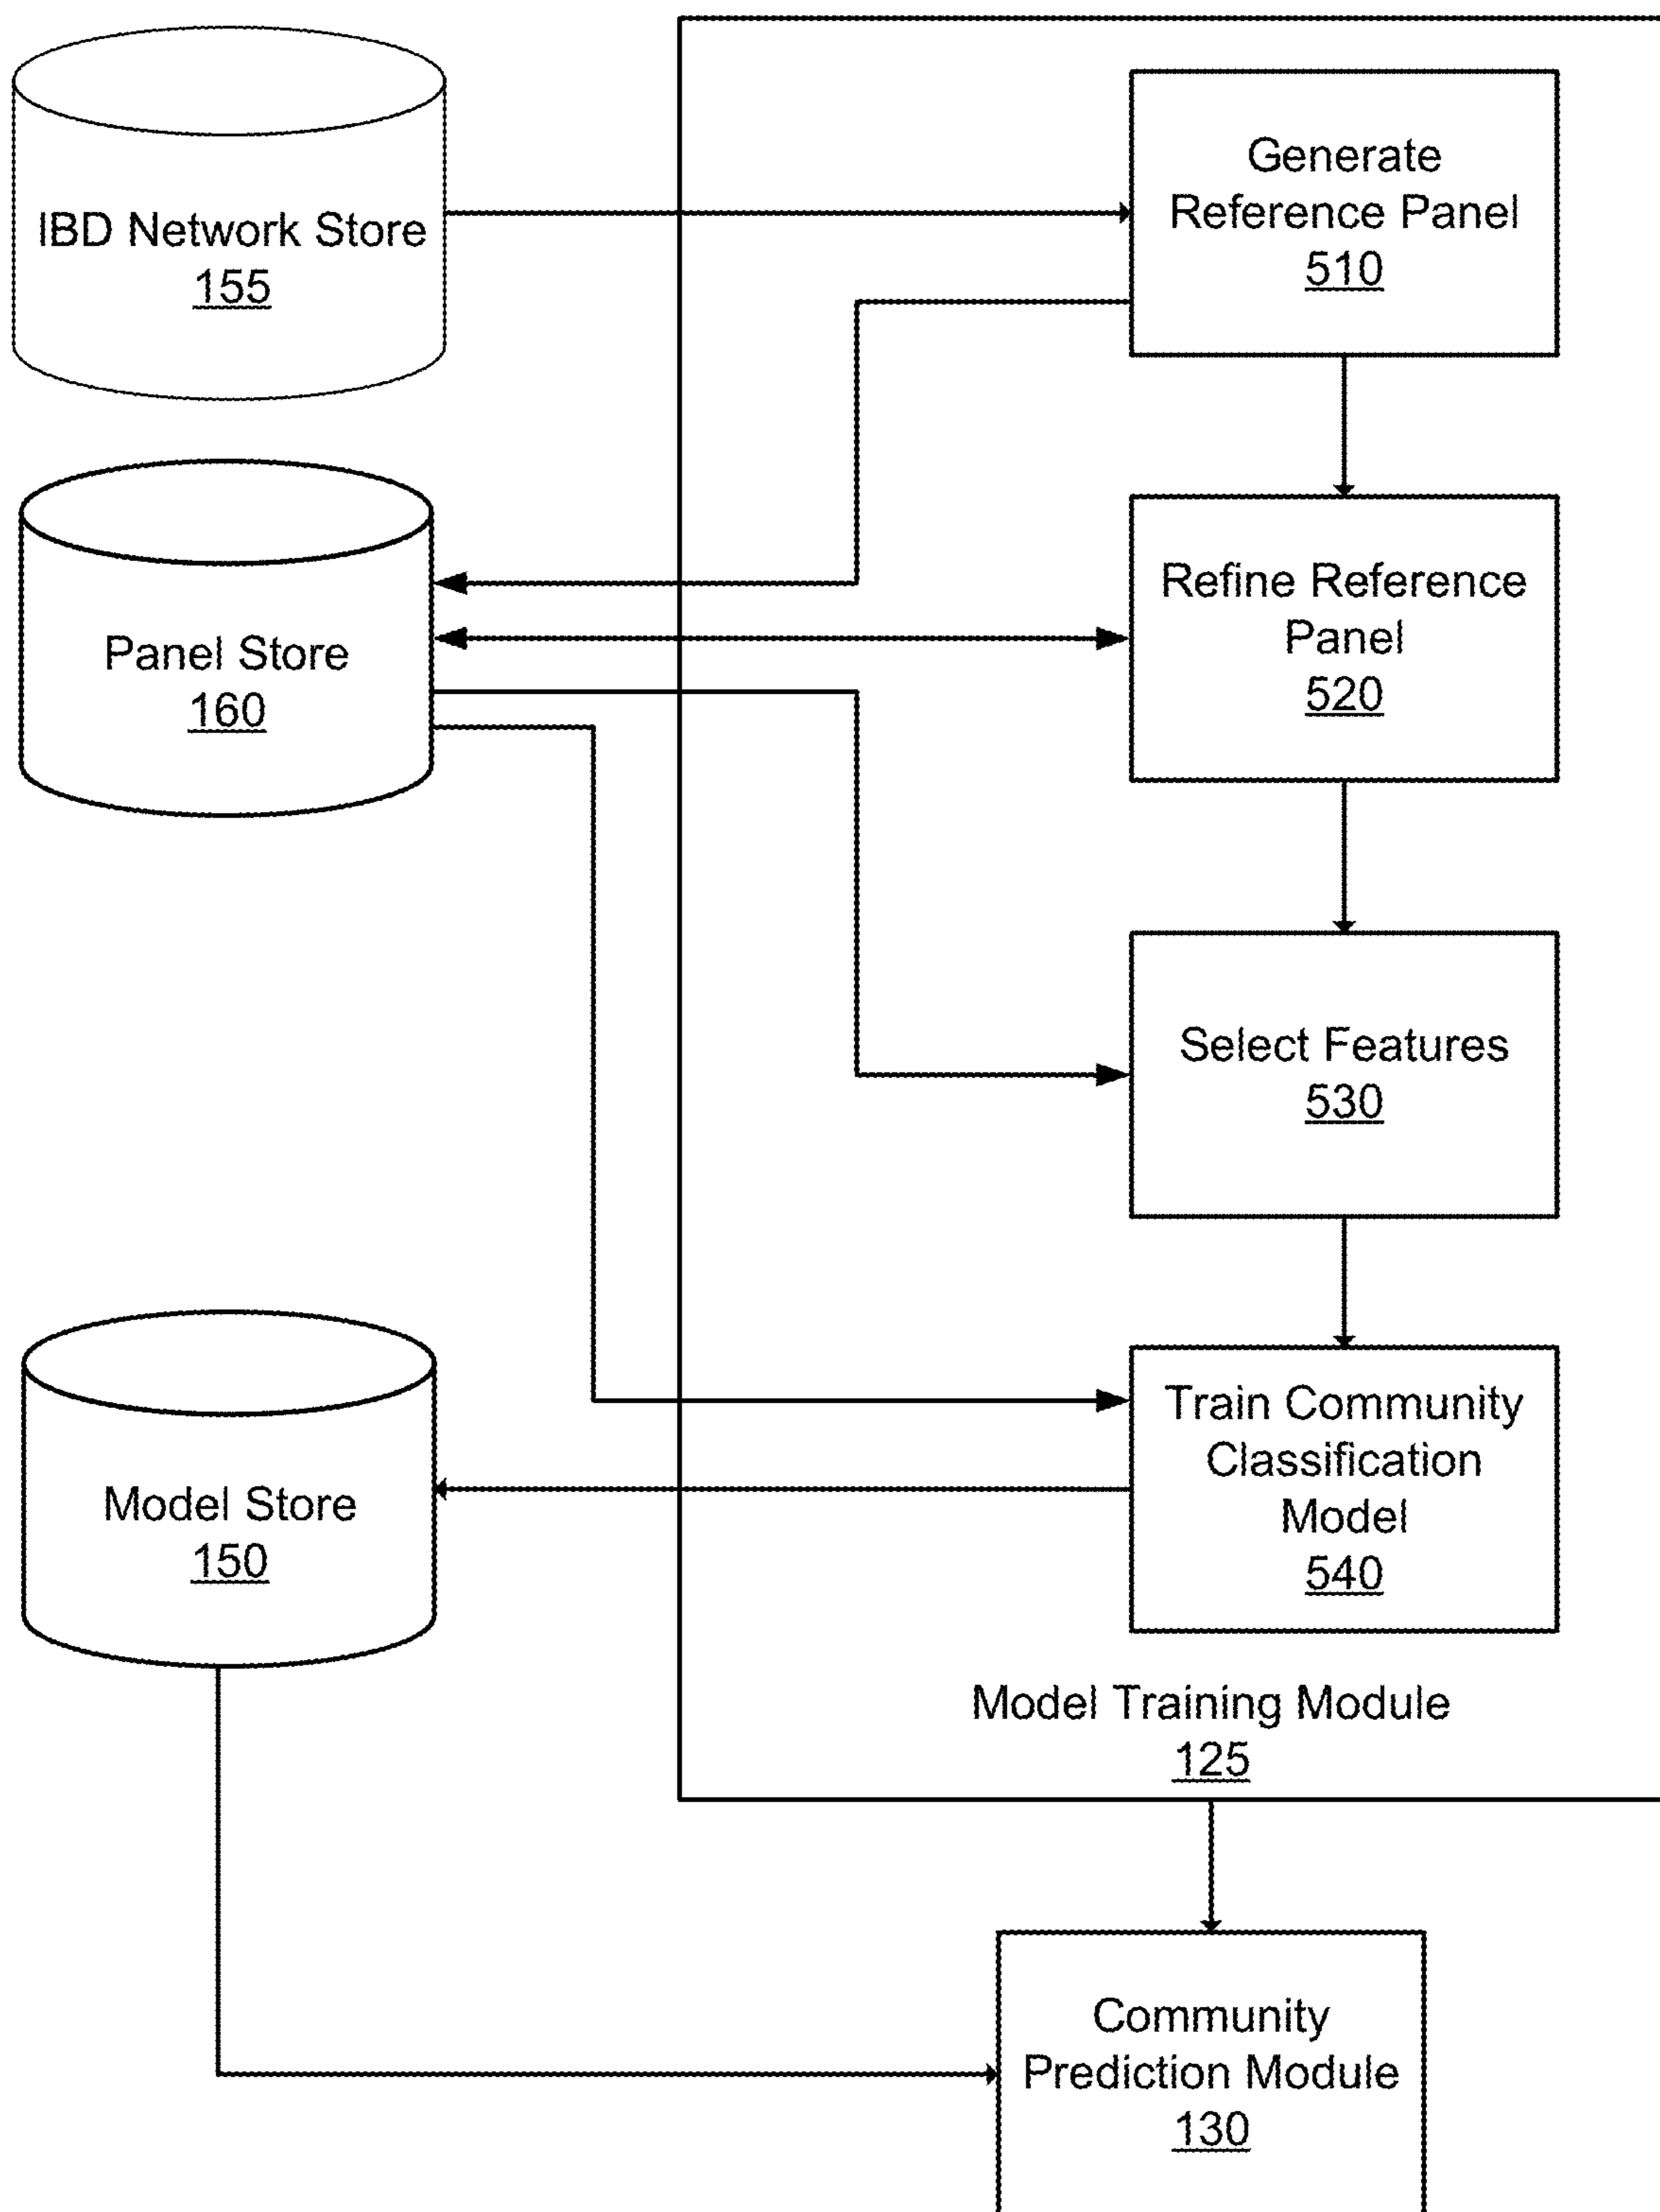 IBD Network Store
155
Generate
Reference Panel
510
Panel Store
160
Refine Reference
Panel
520
Select Features
530
Model Store
150
Train Community
Classification
Model
540
Model Training Module
125
Community
Prediction Module
130